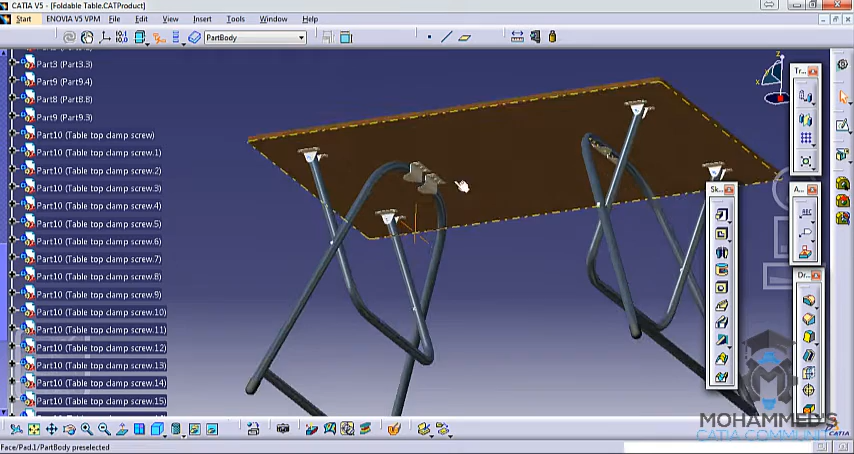 CATIA V5 - [Foldable Table.CATProduct]
Start ENOVIA V5 VPM File Edit View Insert Tools Window Help
PartBody
Part3 (Part3.3)
Part9 (Part9.4)
Part8 (Part8.8)
Part9 (Part9.3)
Part10 (Table top clamp screw)
Part10 (Table top clamp screw.1)
Part10 (Table top clamp screw.2)
Part10 (Table top clamp screw.3)
Part10 (Table top clamp screw.4)
Part10 (Table top clamp screw.5)
Part10 (Table top clamp screw.6)
Part10 (Table top clamp screw.7)
Part10 (Table top clamp screw.8)
Part10 (Table top clamp screw.9)
Part10 (Table top clamp screw.10)
Part10 (Table top clamp screw.11)
Part10 (Table top clamp screw.12)
Part10 (Table top clamp screw.13)
Part10 (Table top clamp screw.14)
Part10 (Table top clamp screw.15)
Tr...
Sk...
A...
Dr...
MOHAMMED'S
CATIA COMMUNITY
CATIA
Face/Pad.1/PartBody preselected